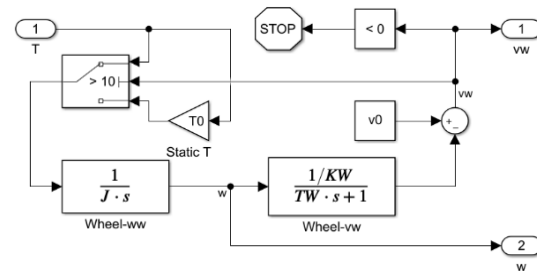 1
T
STOP
< 0
1
vw
> 10
vw
T0
v0
+
−
Static T
1
J · s
w
1/KW
TW · s + 1
Wheel-ww
Wheel-vw
2
w